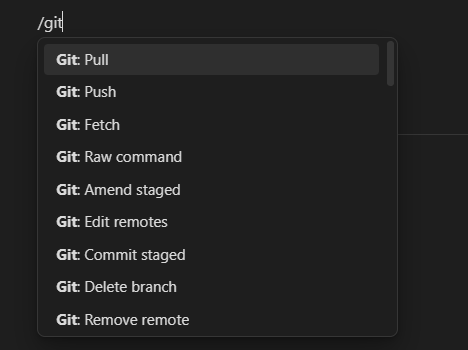 /git
Git: Pull
Git: Push
Git: Fetch
Git: Raw command
Git: Amend staged
Git: Edit remotes
Git: Commit staged
Git: Delete branch
Git: Remove remote